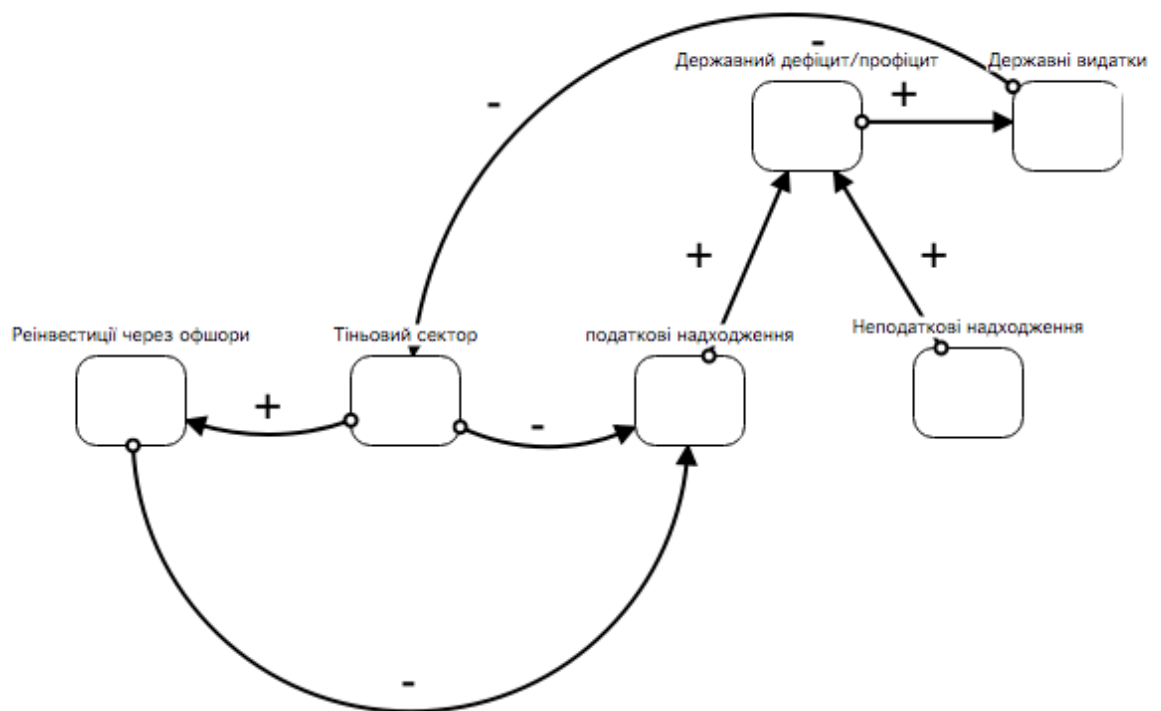 -
Державний дефіцит/профіцит
Державні видатки
+
-
+
+
Реінвестиції через офшори
Тіньовий сектор
податкові надходження
Неподаткові надходження
+
-
-